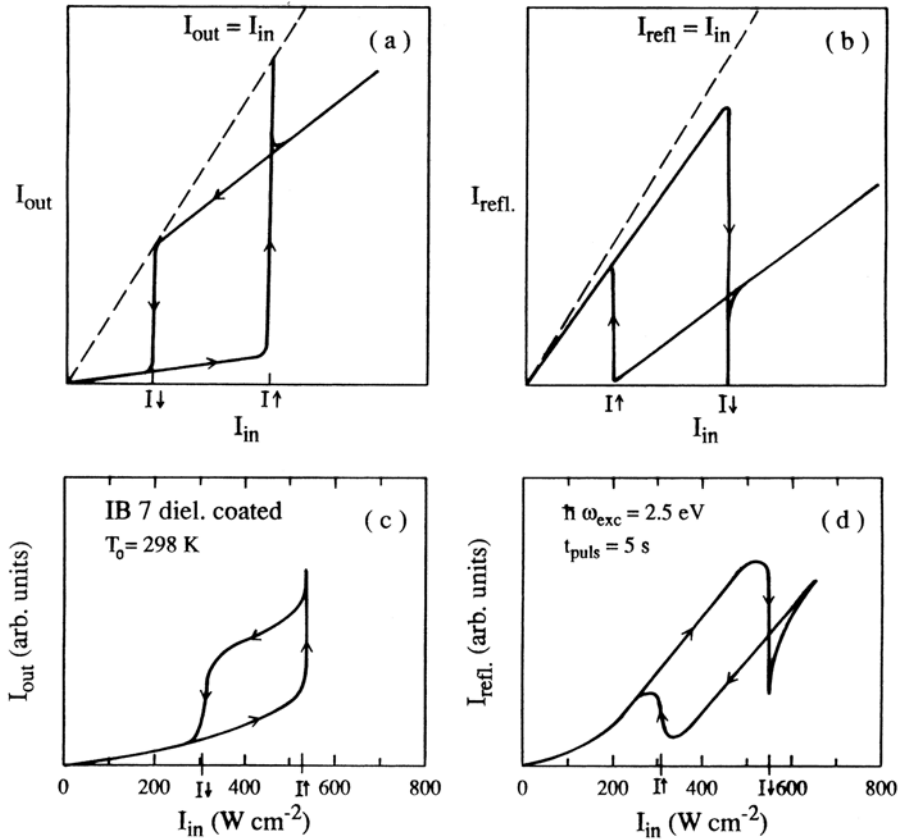 I_out = I_in
( a )
I_out
I↓
I↑
I_in
I_refl = I_in
( b )
I_refl.
I↑
I↓
I_in
IB 7 diel. coated
( c )
T_o = 298 K
I_out (arb. units)
0
200
400
600
800
I↓
I↑
I_in (W cm⁻²)
ħ ω_exc = 2.5 eV
( d )
t_puls = 5 s
I_refl. (arb. units)
0
200
400
600
800
I↑
I↓
I_in (W cm⁻²)